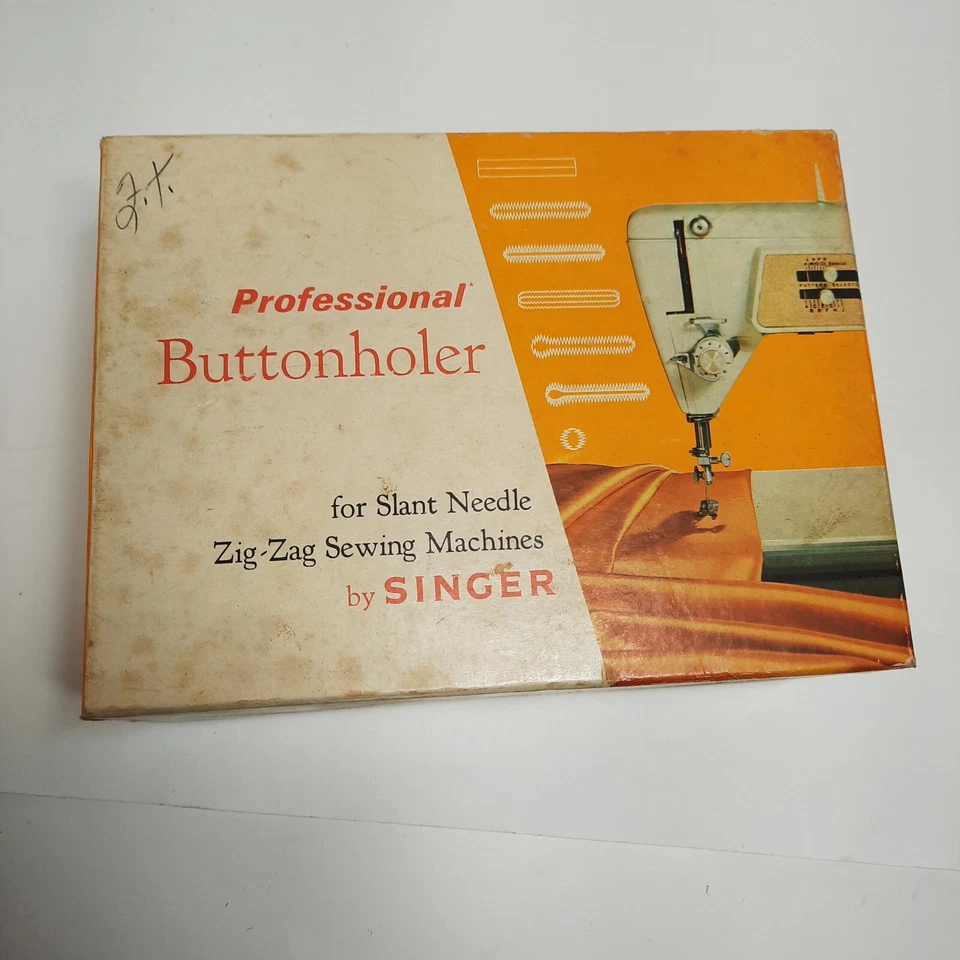 Professional*
Buttonholer
for Slant Needle
Zig-Zag Sewing Machines
by SINGER